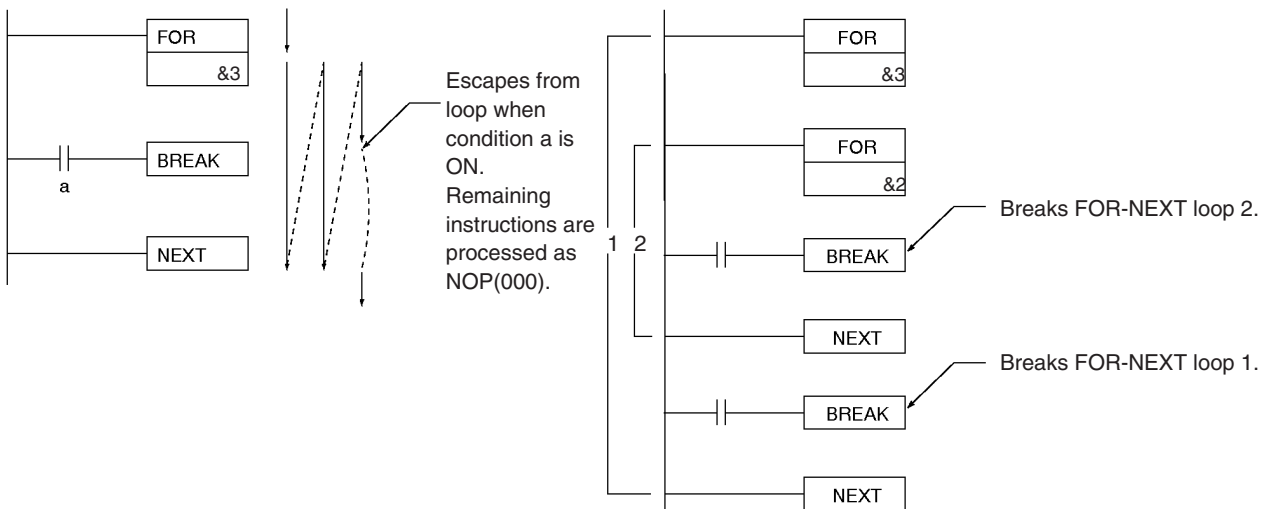 FOR
&3
BREAK
a
NEXT
Escapes from
loop when
condition a is
ON.
Remaining
instructions are
processed as
NOP(000).
1 2
FOR
&3
FOR
&2
BREAK
Breaks FOR-NEXT loop 2.
NEXT
BREAK
Breaks FOR-NEXT loop 1.
NEXT